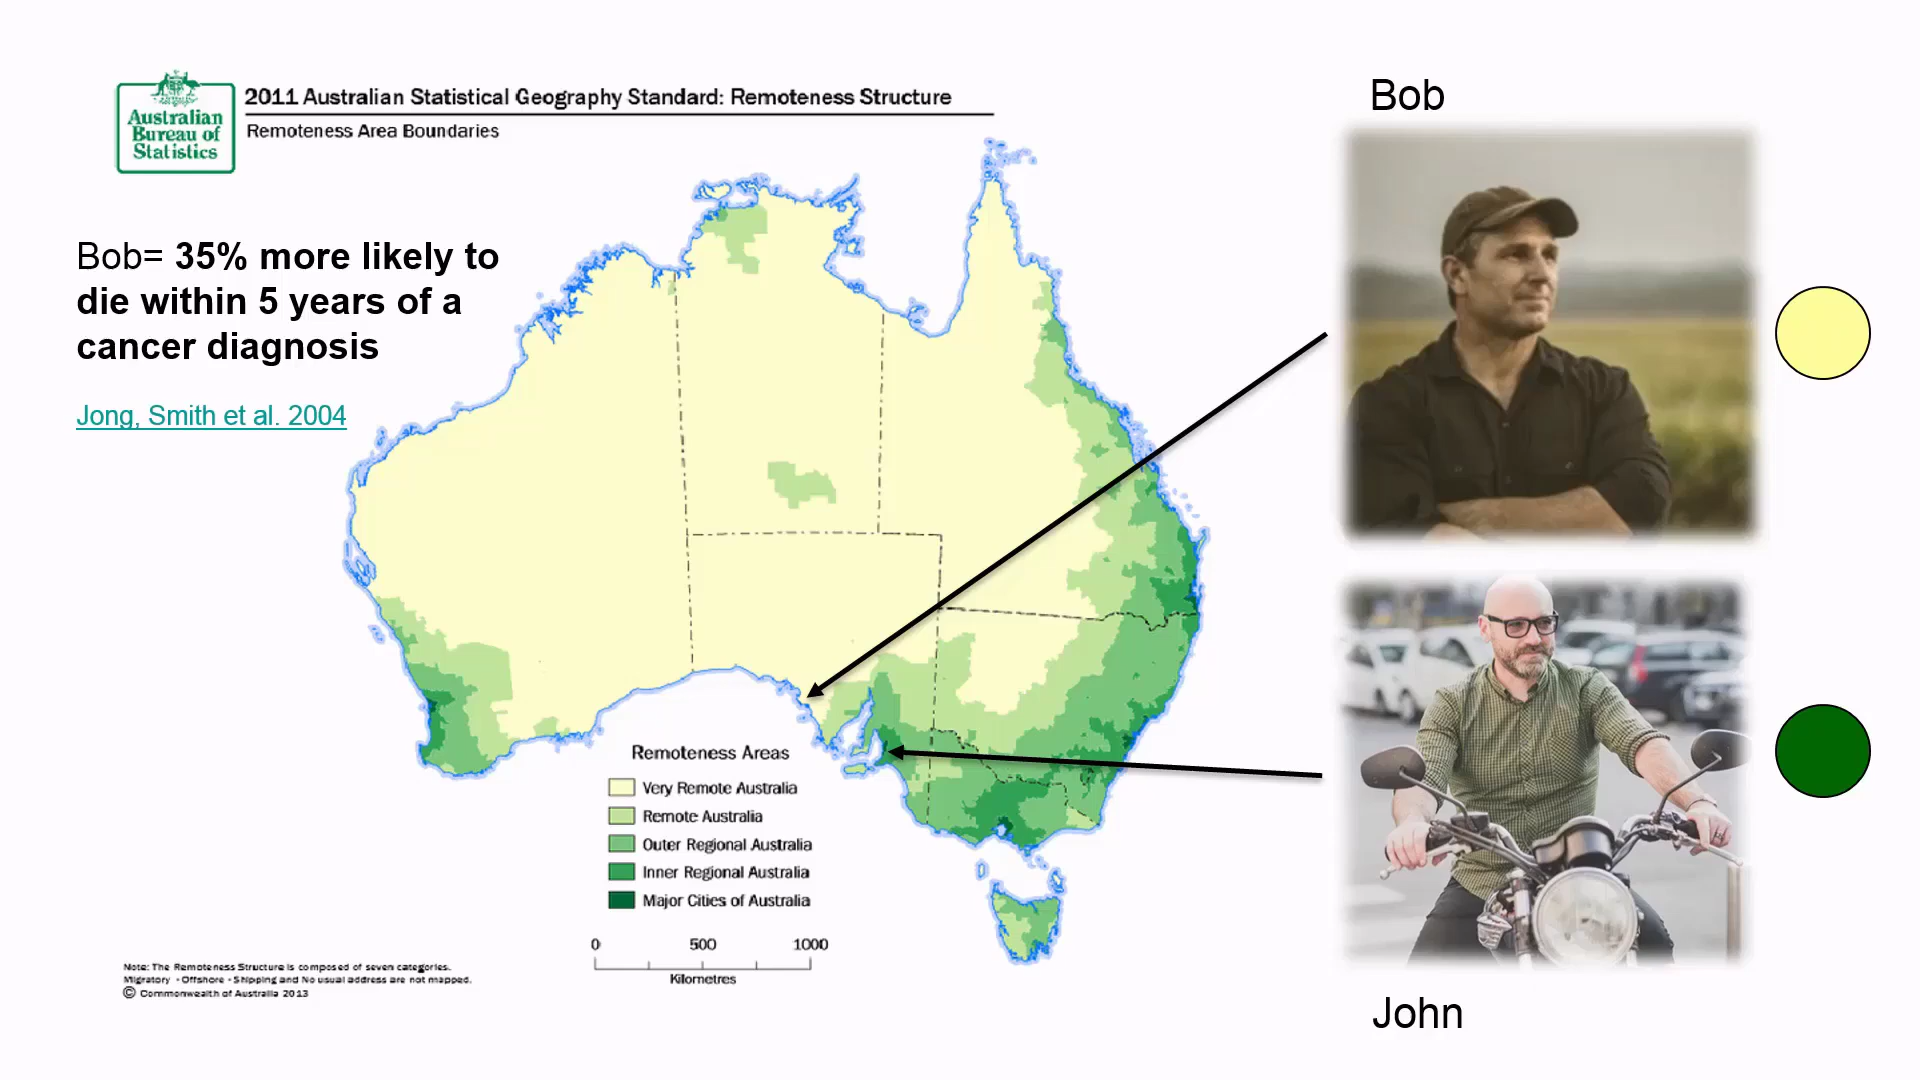 Australian
Bureau of
Statistics
2011 Australian Statistical Geography Standard: Remoteness Structure
Remoteness Area Boundaries
Bob= 35% more likely to
die within 5 years of a
cancer diagnosis
Jong, Smith et al. 2004
Bob
Remoteness Areas
Very Remote Australia
Remote Australia
Outer Regional Australia
Inner Regional Australia
Major Cities of Australia
0 500 1000
Kilometres
Note: The Remoteness Structure is composed of seven categories.
Migratory - Offshore - Shipping and No usual address are not mapped.
© Commonwealth of Australia 2013
John